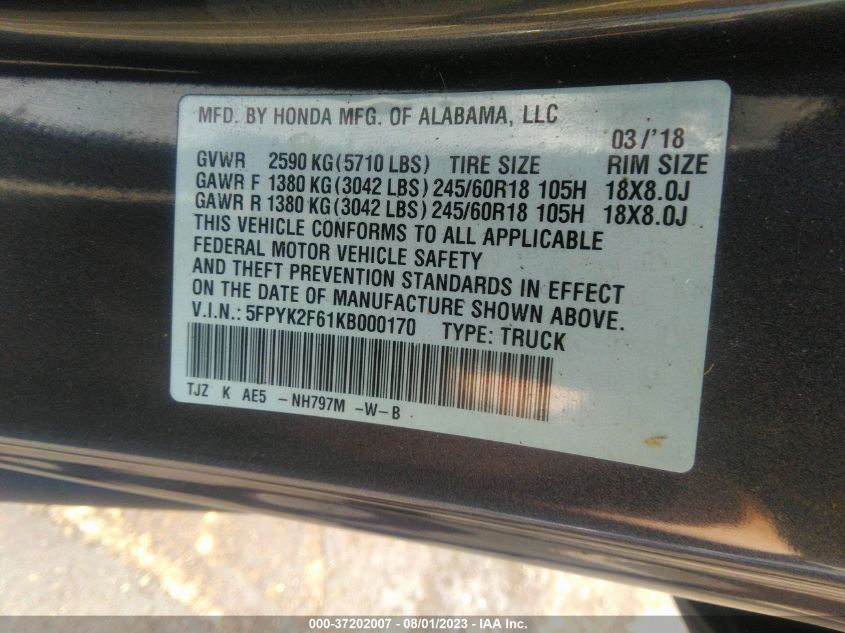 MFD. BY HONDA MFG. OF ALABAMA, LLC
03/'18
GVWR 2590 KG(5710 LBS) TIRE SIZE RIM SIZE
GAWR F 1380 KG(3042 LBS) 245/60R18 105H 18X8.0J
GAWR R 1380 KG(3042 LBS) 245/60R18 105H 18X8.0J
THIS VEHICLE CONFORMS TO ALL APPLICABLE
FEDERAL MOTOR VEHICLE SAFETY
AND THEFT PREVENTION STANDARDS IN EFFECT
ON THE DATE OF MANUFACTURE SHOWN ABOVE.
V.I.N.: 5FPYK2F61KB000170 TYPE: TRUCK
TJZ K AE5 -NH797M -W-B
000-37202007 - 08/01/2023 - IAA Inc.